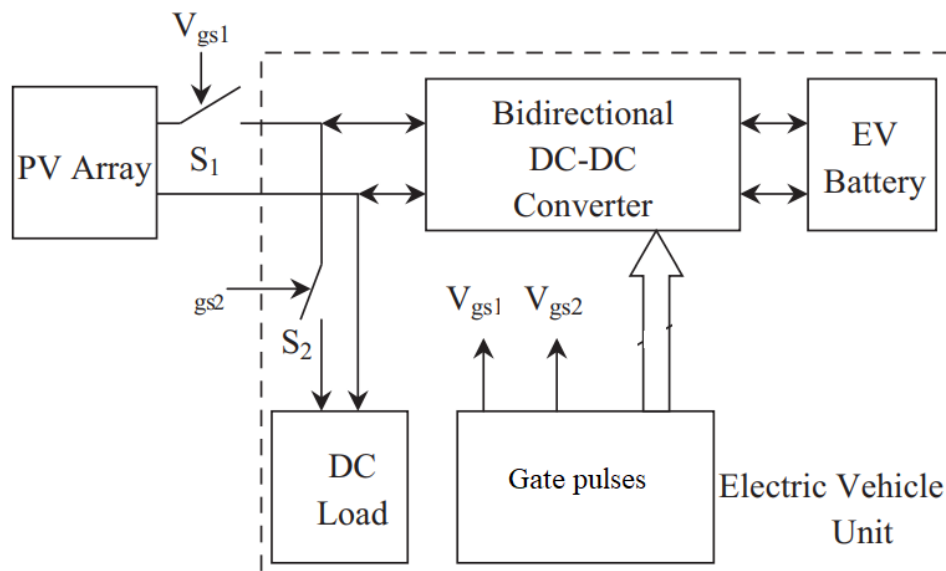 Vgs1
PV Array
S1
Bidirectional
DC-DC
Converter
EV
Battery
gs2
S2
Vgs1
Vgs2
DC
Load
Gate pulses
Electric Vehicle
Unit